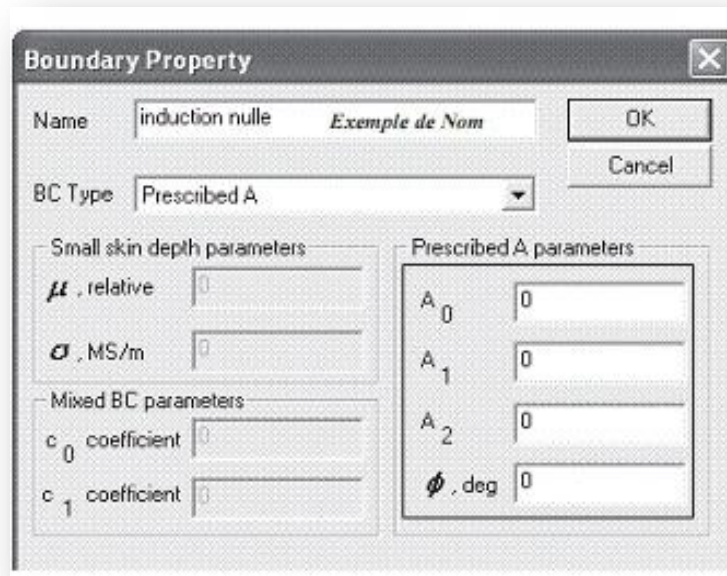 Boundary Property
Name induction nulle Exemple de Nom OK
Cancel
BC Type Prescribed A
Small skin depth parameters
μ , relative 0
σ , MS/m 0
Mixed BC parameters
c 0 coefficient 0
c 1 coefficient 0
Prescribed A parameters
A 0 0
A 1 0
A 2 0
ϕ , deg 0